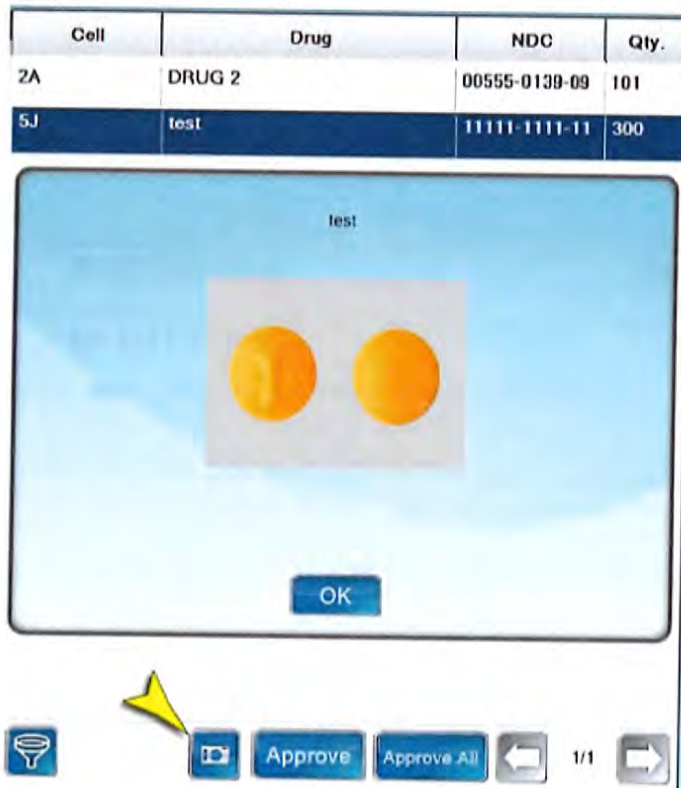 Cell Drug NDC Qty.
2A DRUG 2 00555-0139-09 101
5J test 11111-1111-11 300
test
OK
Approve Approve All 1/1